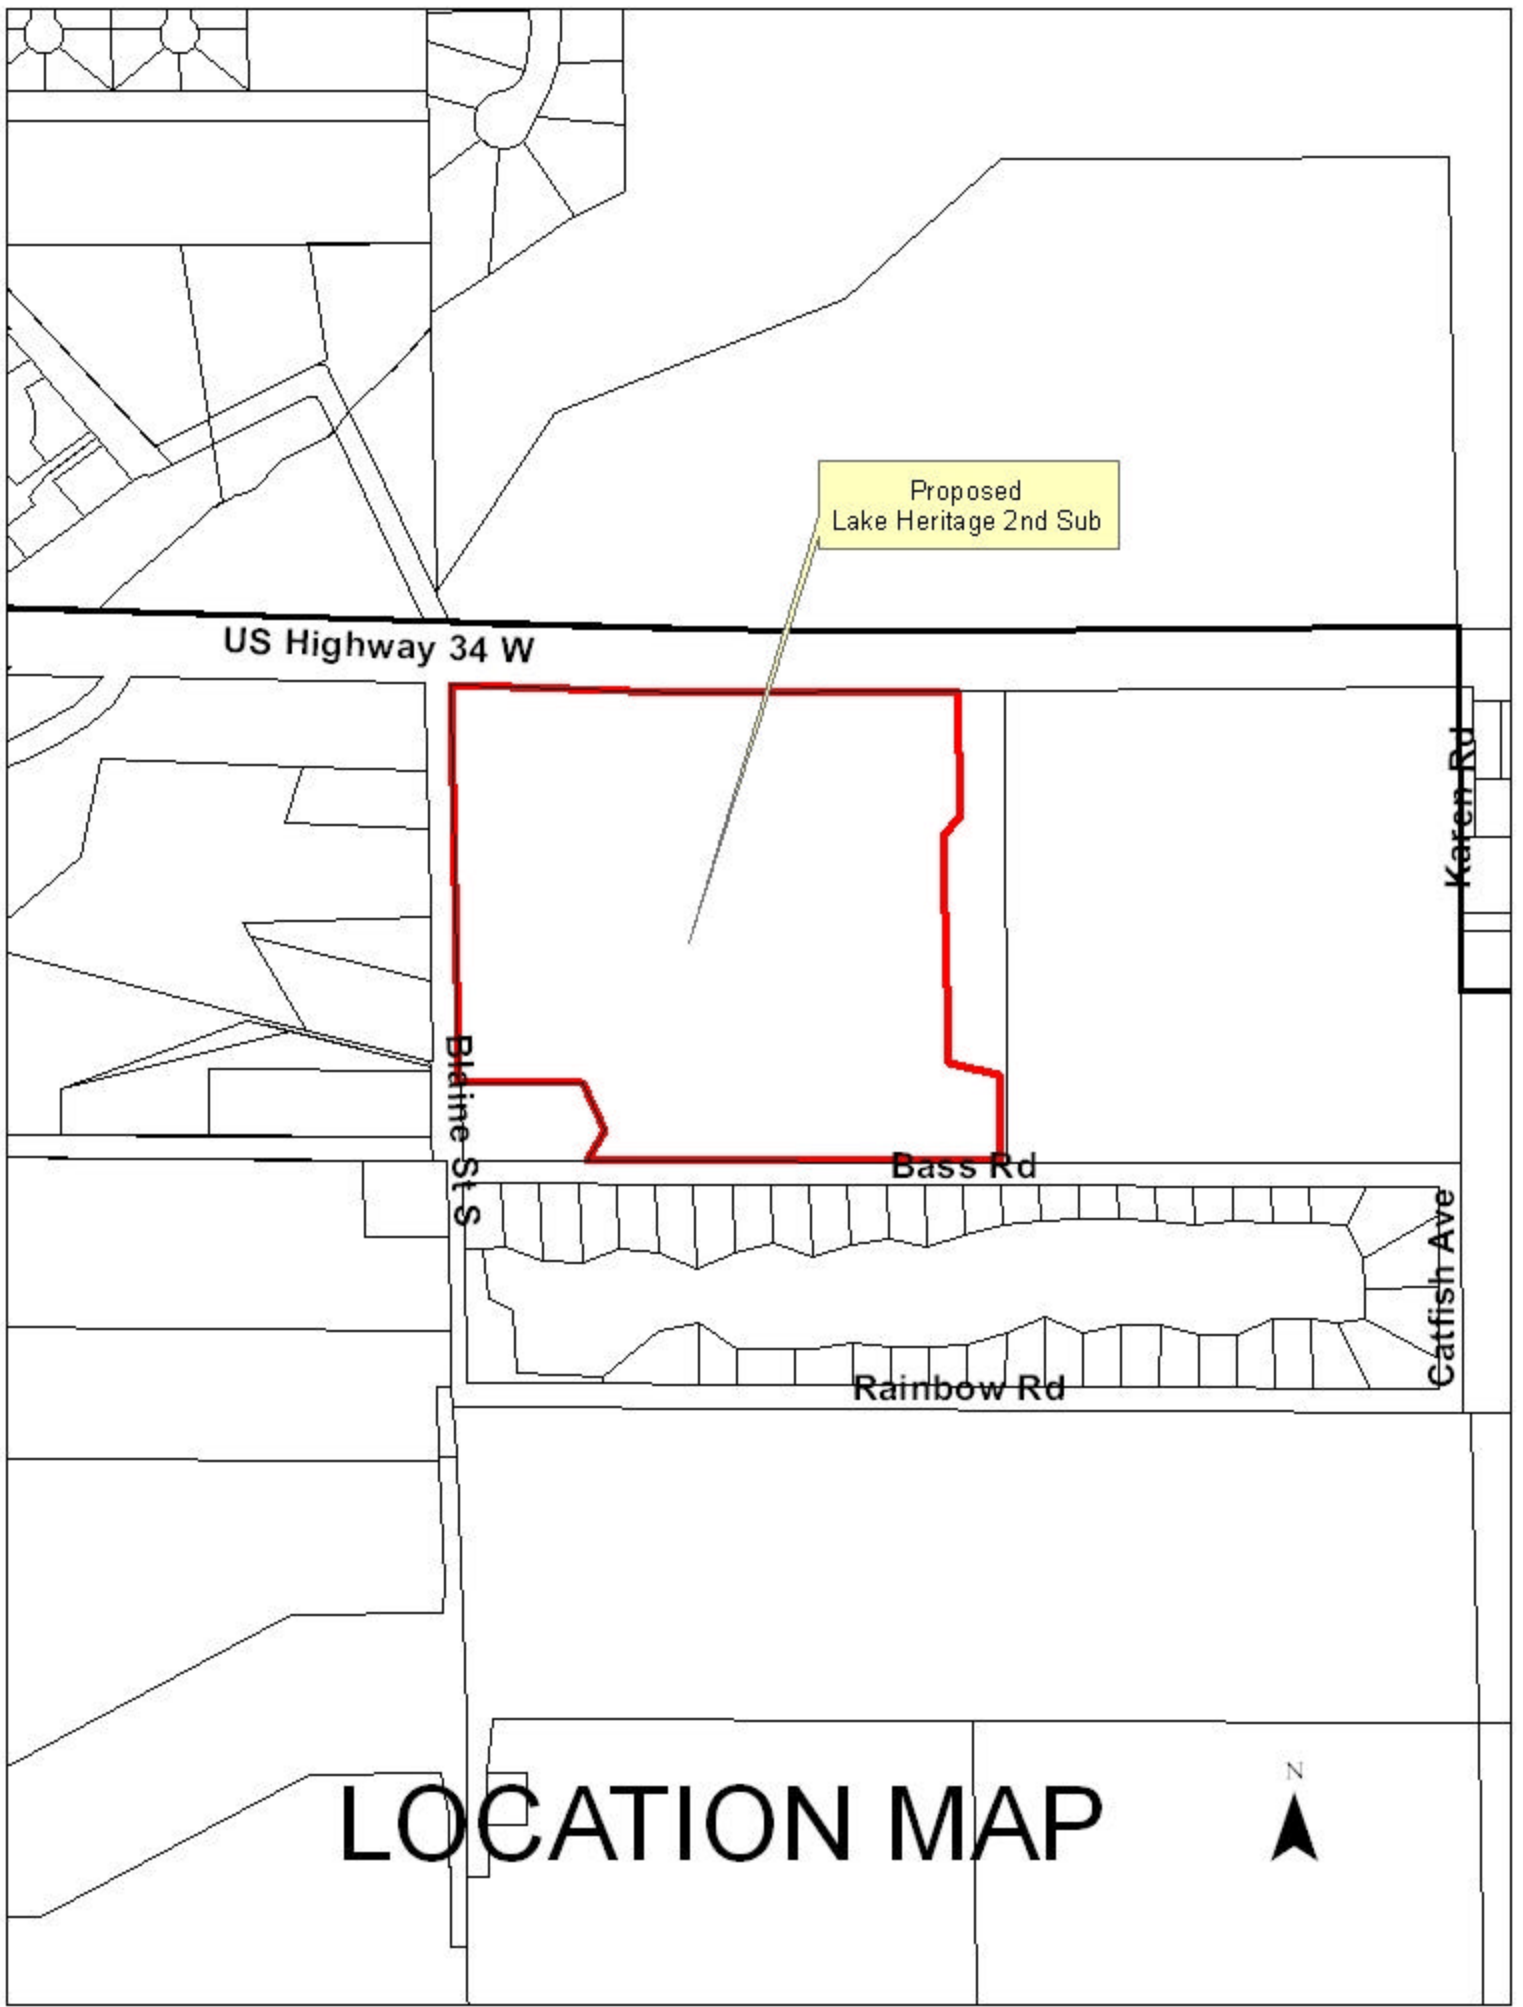 Proposed
Lake Heritage 2nd Sub
US Highway 34 W
Karen Rd
Blaine St S
Bass Rd
Catfish Ave
Rainbow Rd
LOCATION MAP
N